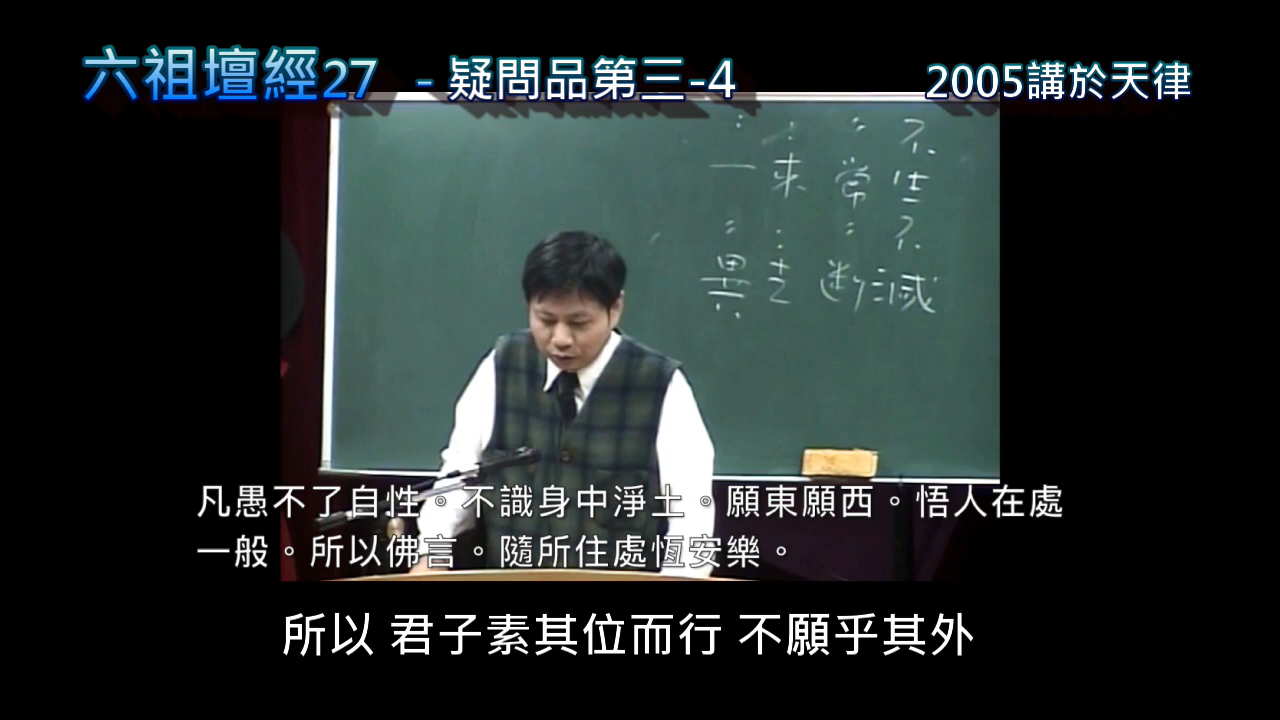 六祖壇經27 - 疑問品第三-4
2005講於天律
不生不滅
〃常〃斷
〃來〃去
〃一〃異
凡愚不了自性。不識身中淨土。願東願西。悟人在處
一般。所以佛言。隨所住處恆安樂。
所以 君子素其位而行 不願乎其外